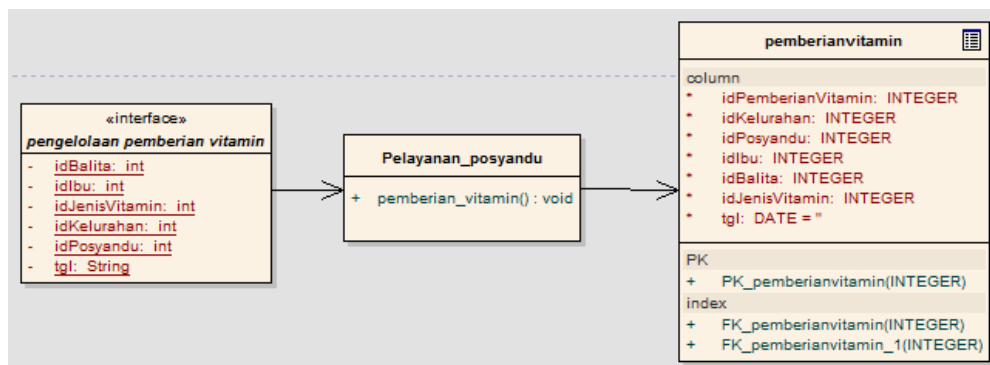 «interface»
pengelolaan pemberian vitamin
- idBalita: int
- idIbu: int
- idJenisVitamin: int
- idKelurahan: int
- idPosyandu: int
- tgl: String
Pelayanan_posyandu
+ pemberian_vitamin() : void
pemberianvitamin
column
* idPemberianVitamin: INTEGER
* idKelurahan: INTEGER
* idPosyandu: INTEGER
* idIbu: INTEGER
* idBalita: INTEGER
* idJenisVitamin: INTEGER
* tgl: DATE = ''
PK
+ PK_pemberianvitamin(INTEGER)
index
+ FK_pemberianvitamin(INTEGER)
+ FK_pemberianvitamin_1(INTEGER)